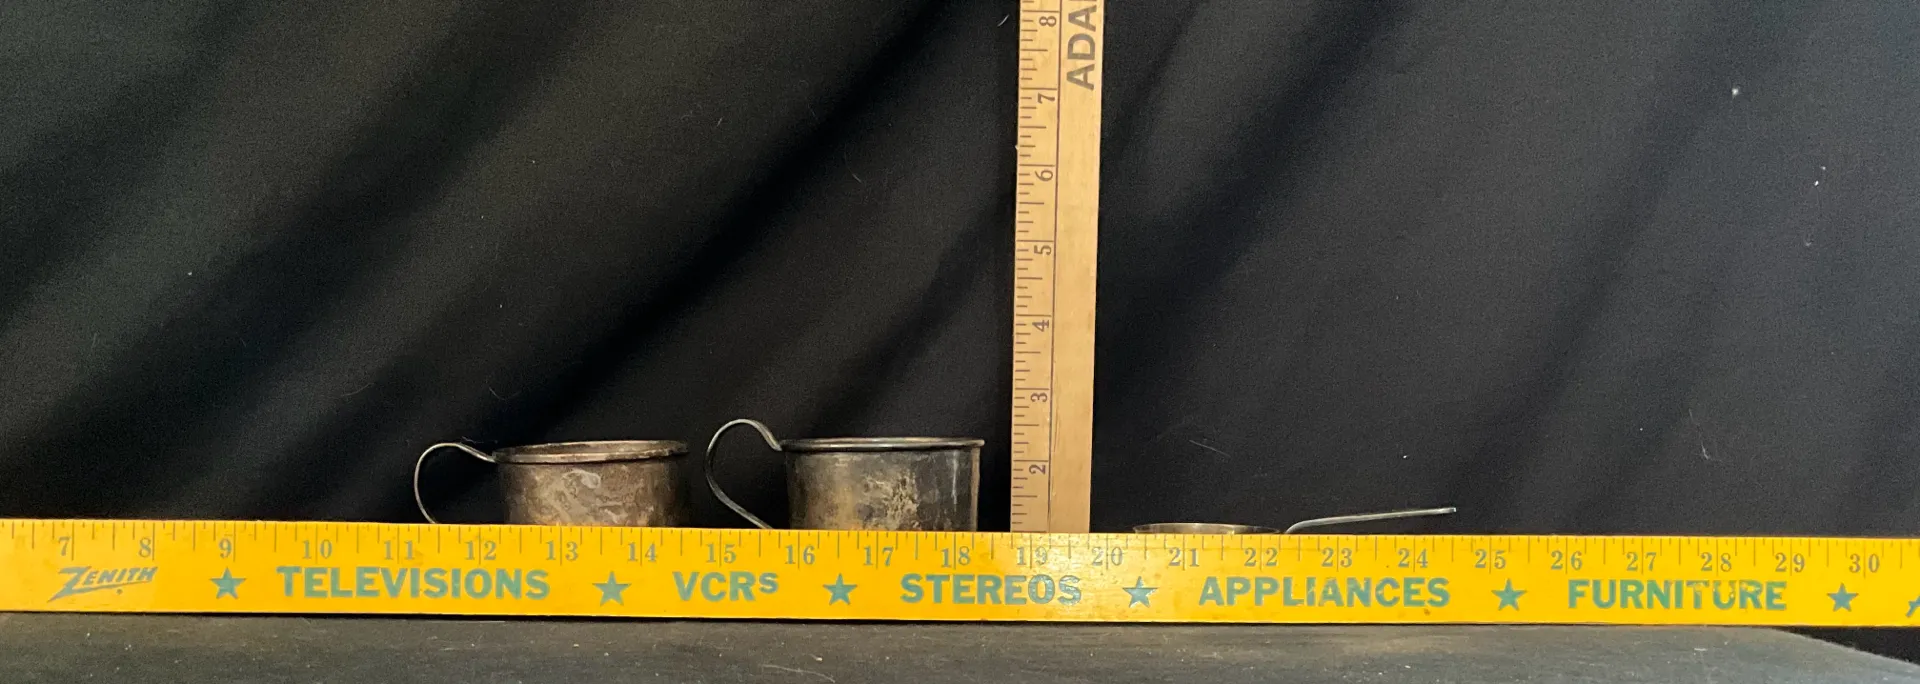 8
ADA
7
6
5
4
3
2
7 8 9 10 11 12 13 14 15 16 17 18 19 20 21 22 23 24 25 26 27 28 29 30
ZENITH ★ TELEVISIONS ★ VCRs ★ STEREOS ★ APPLIANCES ★ FURNITURE ★